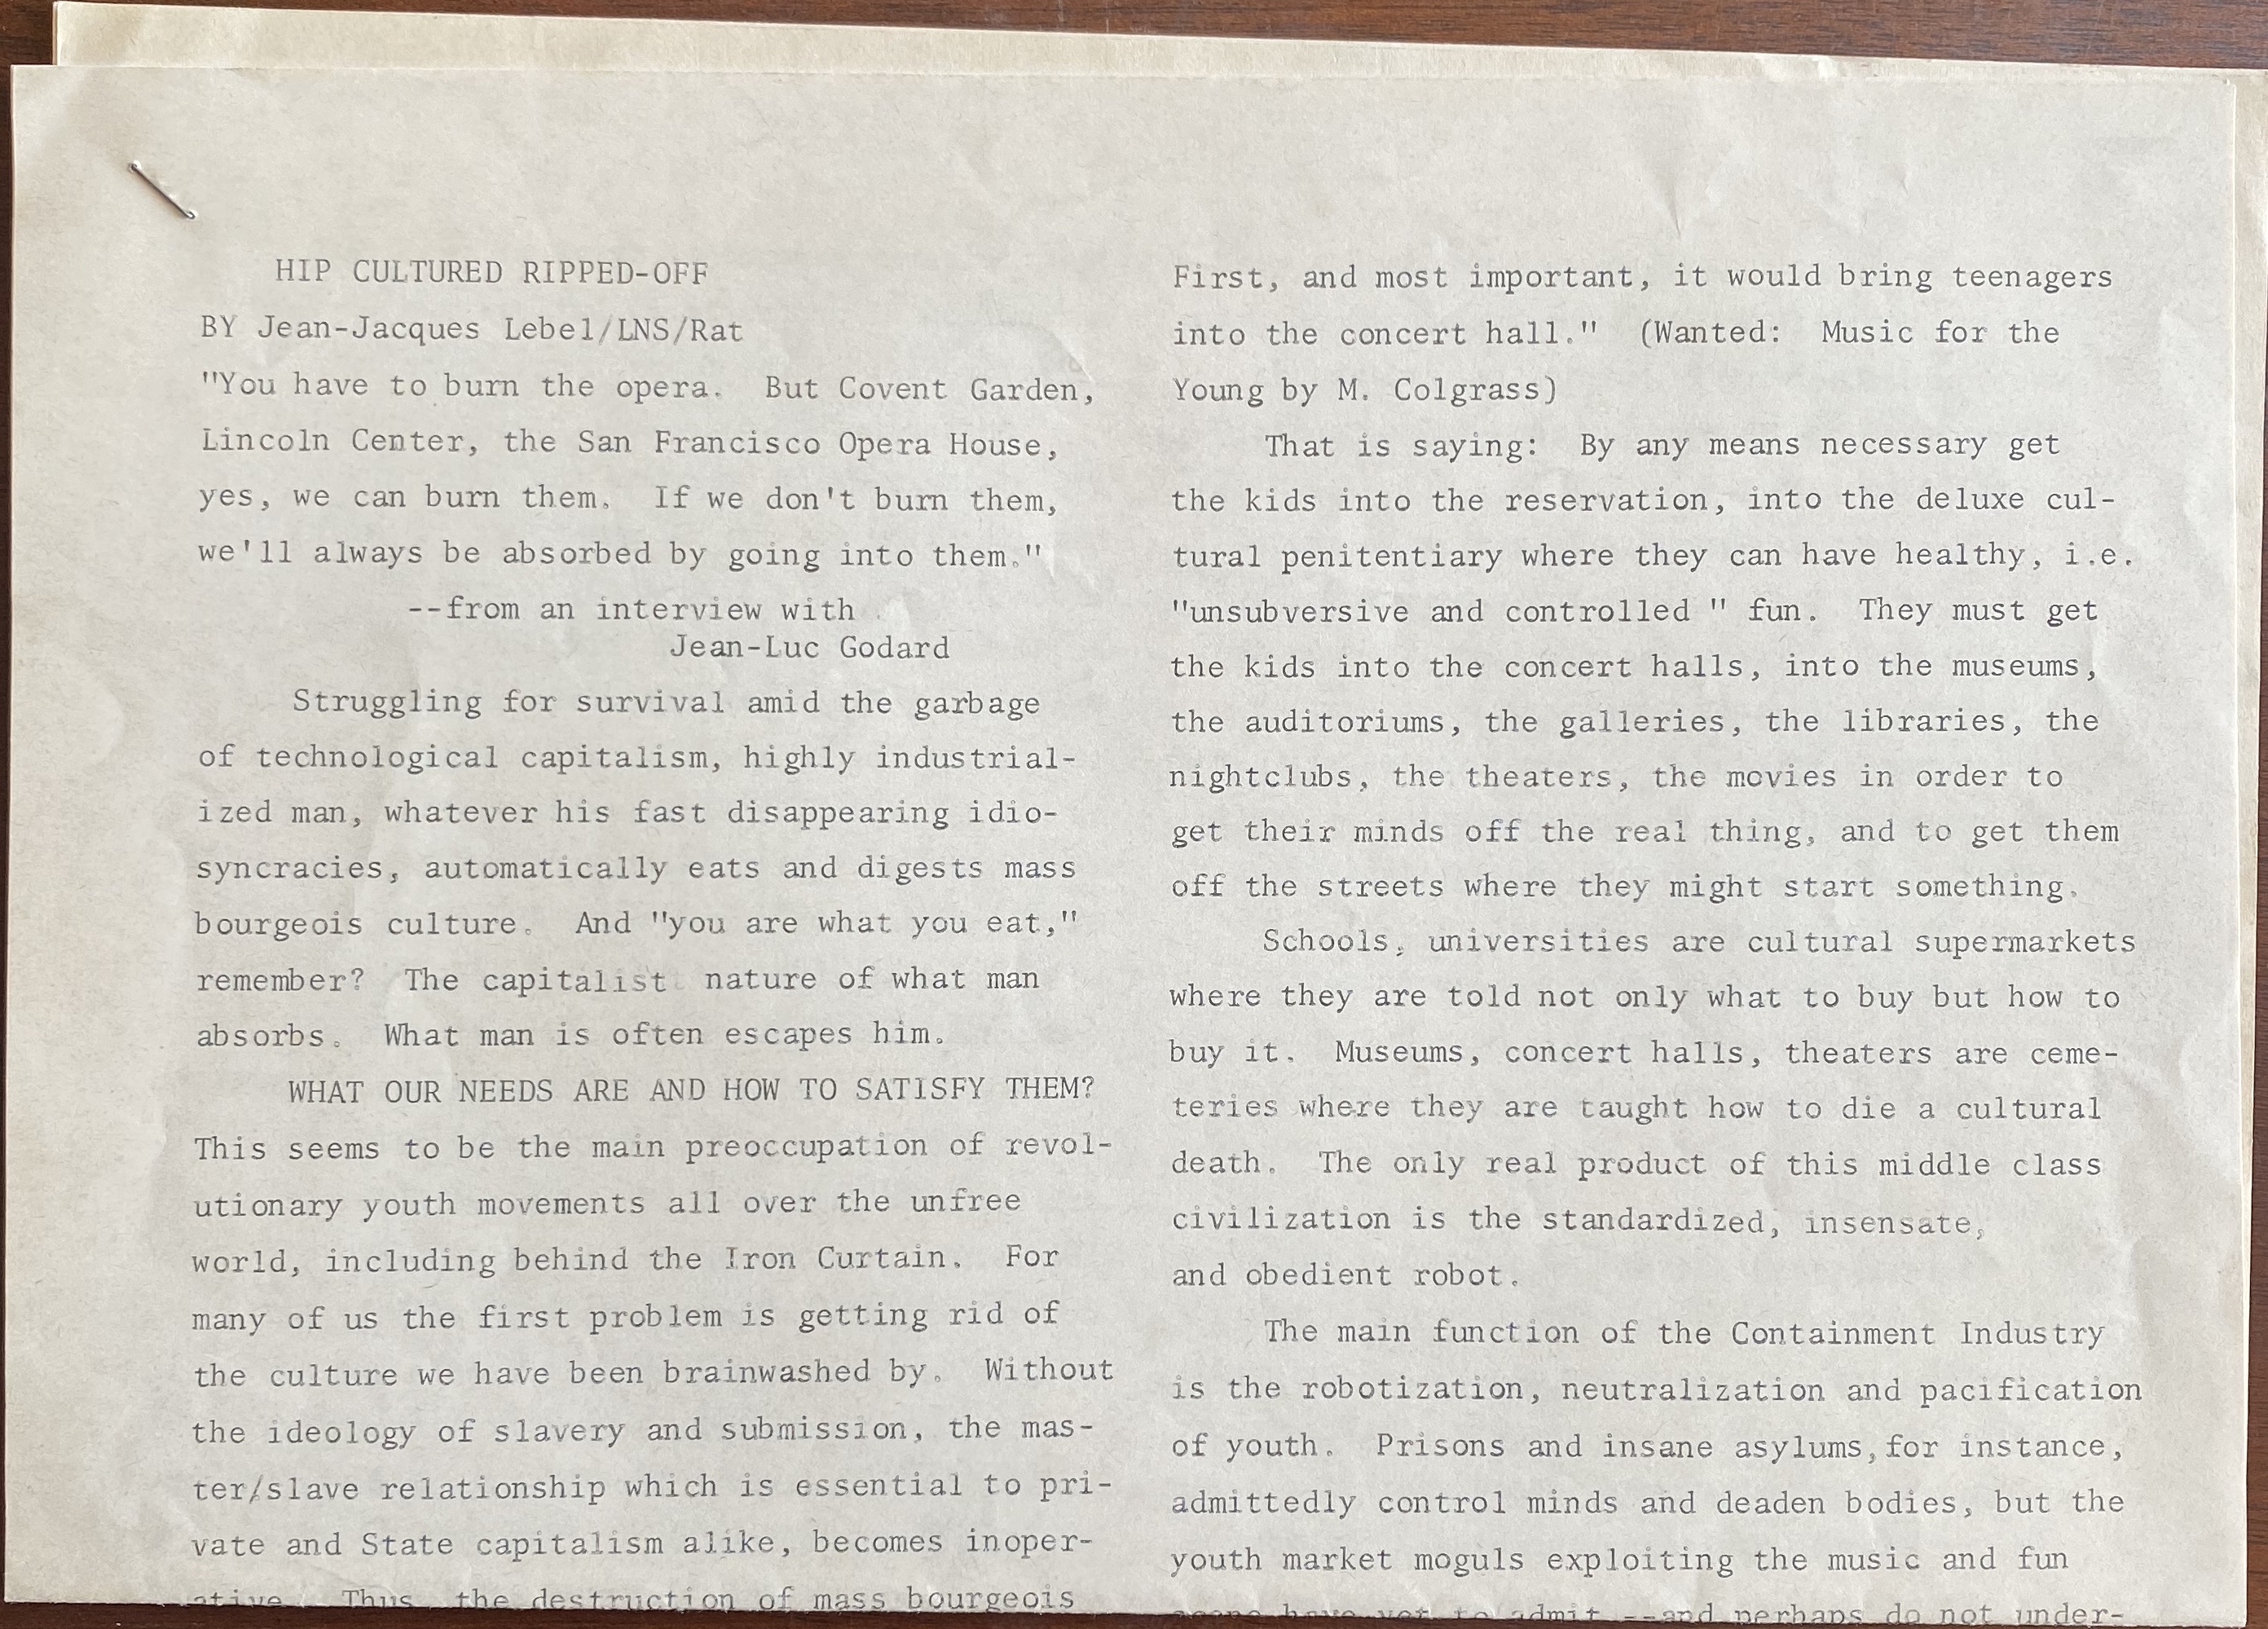 HIP CULTURED RIPPED-OFF
BY Jean-Jacques Lebel/LNS/Rat
"You have to burn the opera. But Covent Garden,
Lincoln Center, the San Francisco Opera House,
yes, we can burn them. If we don't burn them,
we'll always be absorbed by going into them."
--from an interview with
Jean-Luc Godard
Struggling for survival amid the garbage
of technological capitalism, highly industrial-
ized man, whatever his fast disappearing idio-
syncracies, automatically eats and digests mass
bourgeois culture. And "you are what you eat,"
remember? The capitalist nature of what man
absorbs. What man is often escapes him.
WHAT OUR NEEDS ARE AND HOW TO SATISFY THEM?
This seems to be the main preoccupation of revol-
utionary youth movements all over the unfree
world, including behind the Iron Curtain. For
many of us the first problem is getting rid of
the culture we have been brainwashed by. Without
the ideology of slavery and submission, the mas-
ter/slave relationship which is essential to pri-
vate and State capitalism alike, becomes inoper-
ative. Thus the destruction of mass bourgeois
First, and most important, it would bring teenagers
into the concert hall." (Wanted: Music for the
Young by M. Colgrass)
That is saying: By any means necessary get
the kids into the reservation, into the deluxe cul-
tural penitentiary where they can have healthy, i.e.
"unsubversive and controlled " fun. They must get
the kids into the concert halls, into the museums,
the auditoriums, the galleries, the libraries, the
nightclubs, the theaters, the movies in order to
get their minds off the real thing, and to get them
off the streets where they might start something.
Schools, universities are cultural supermarkets
where they are told not only what to buy but how to
buy it. Museums, concert halls, theaters are ceme-
teries where they are taught how to die a cultural
death. The only real product of this middle class
civilization is the standardized, insensate,
and obedient robot.
The main function of the Containment Industry
is the robotization, neutralization and pacification
of youth. Prisons and insane asylums,for instance,
admittedly control minds and deaden bodies, but the
youth market moguls exploiting the music and fun
have yet to admit --and perhaps do not under-